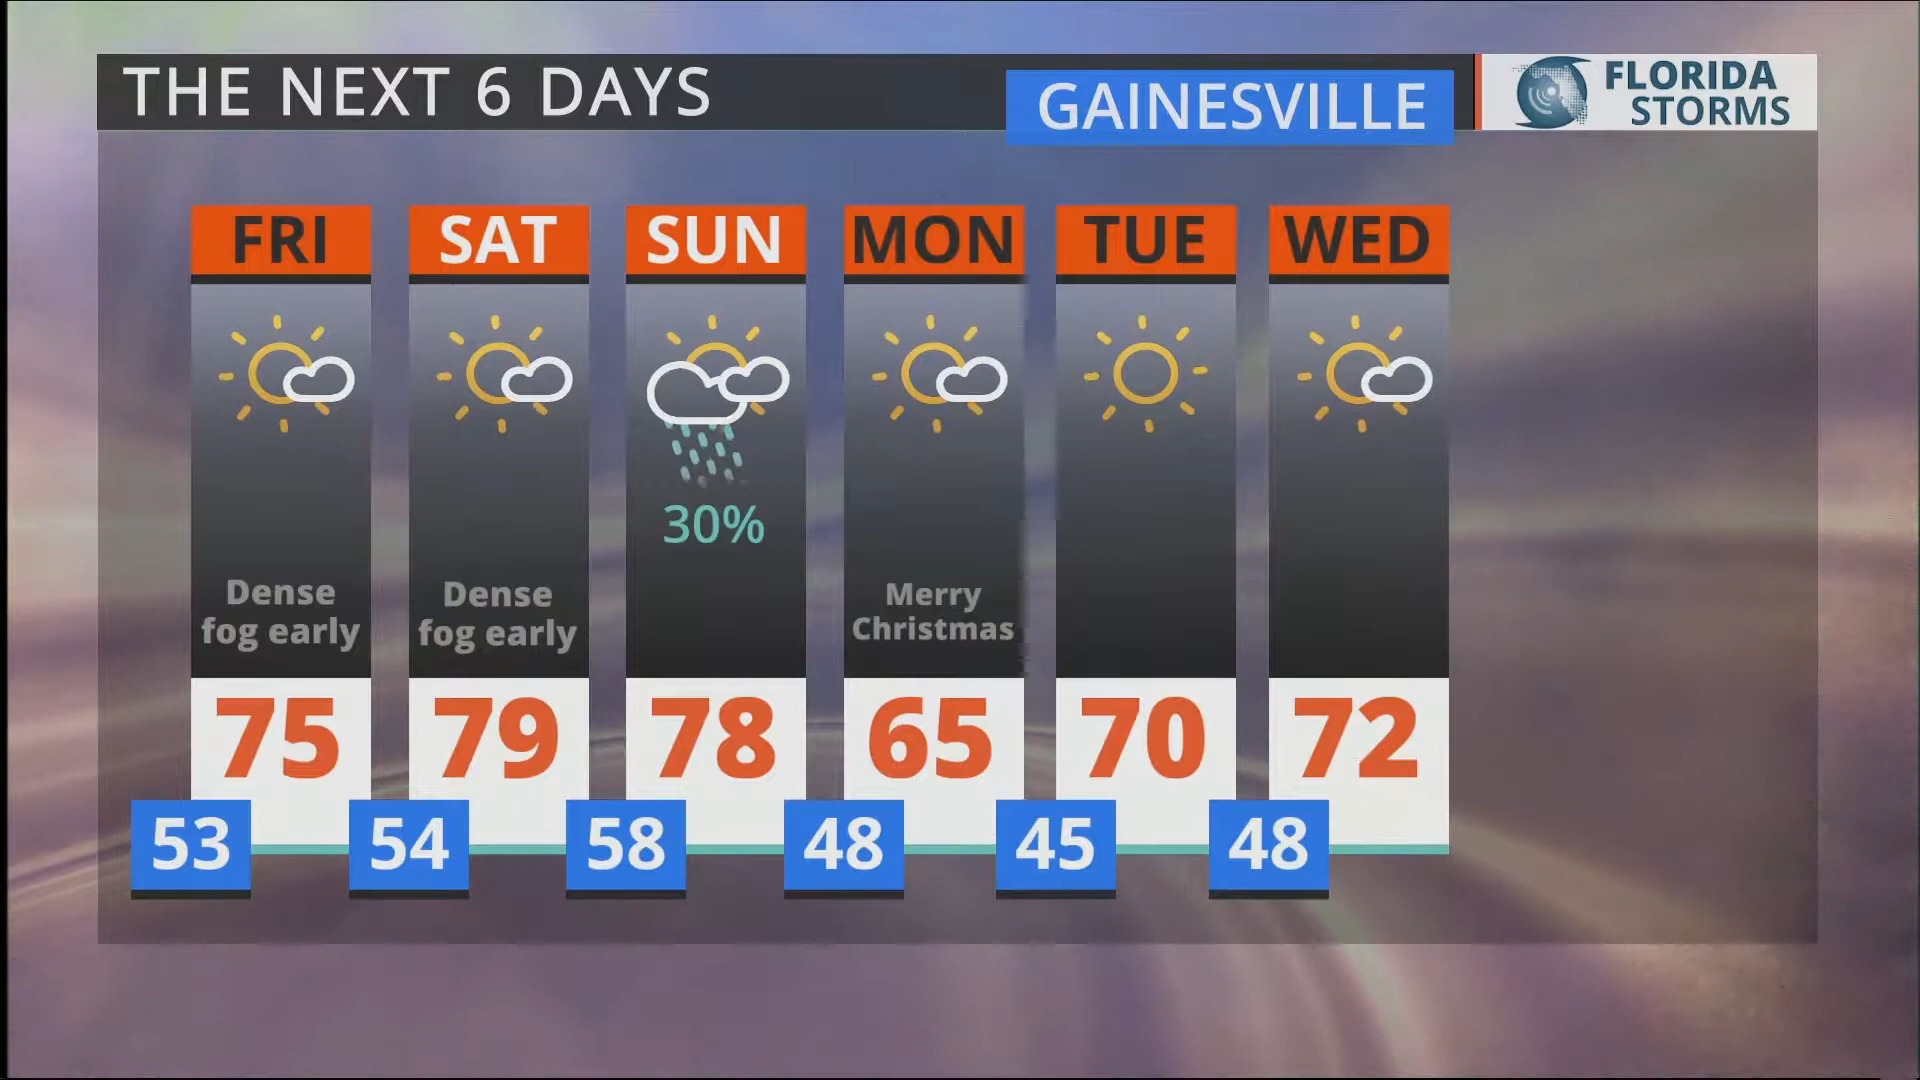 THE NEXT 6 DAYS
GAINESVILLE
FLORIDA
STORMS
FRI
SAT
SUN
MON
TUE
WED
30%
Dense
fog early
Dense
fog early
Merry
Christmas
75
79
78
65
70
72
53
54
58
48
45
48